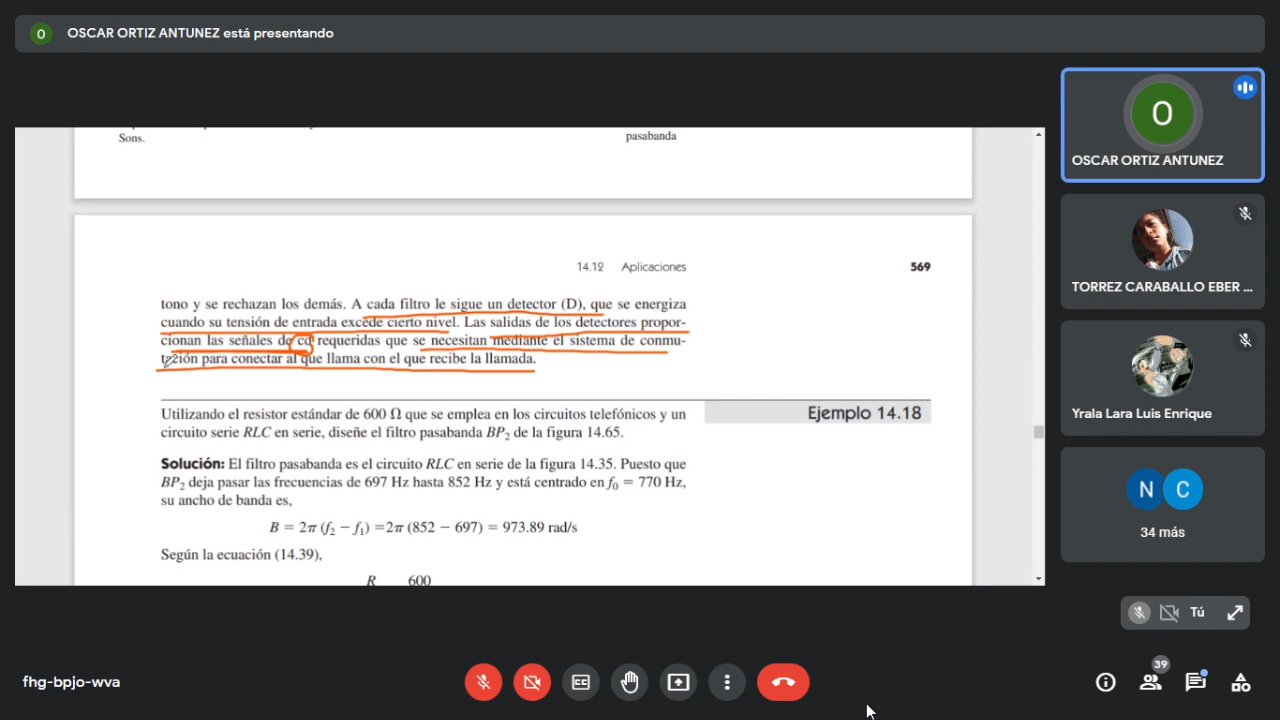 O OSCAR ORTIZ ANTUNEZ está presentando
Sons.
pasabanda
14.12 Aplicaciones 569
tono y se rechazan los demás. A cada filtro le sigue un detector (D), que se energiza
cuando su tensión de entrada excede cierto nivel. Las salidas de los detectores propor-
cionan las señales de cd requeridas que se necesitan mediante el sistema de conmu-
tación para conectar al que llama con el que recibe la llamada.
Utilizando el resistor estándar de 600 Ω que se emplea en los circuitos telefónicos y un
circuito serie RLC en serie, diseñe el filtro pasabanda BP₂ de la figura 14.65.
Ejemplo 14.18
Solución: El filtro pasabanda es el circuito RLC en serie de la figura 14.35. Puesto que
BP₂ deja pasar las frecuencias de 697 Hz hasta 852 Hz y está centrado en f₀ = 770 Hz,
su ancho de banda es,
B = 2π (f₂ − f₁) = 2π (852 − 697) = 973.89 rad/s
Según la ecuación (14.39),
R 600
O
OSCAR ORTIZ ANTUNEZ
TORREZ CARABALLO EBER ...
Yrala Lara Luis Enrique
N C
34 más
Tú
fhg-bpjo-wva
CC
39